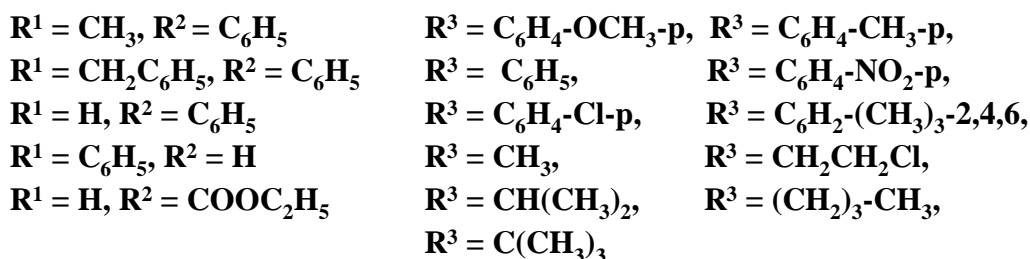 R¹ = CH₃, R² = C₆H₅ R³ = C₆H₄-OCH₃-p, R³ = C₆H₄-CH₃-p,
R¹ = CH₂C₆H₅, R² = C₆H₅ R³ = C₆H₅, R³ = C₆H₄-NO₂-p,
R¹ = H, R² = C₆H₅ R³ = C₆H₄-Cl-p, R³ = C₆H₂-(CH₃)₃-2,4,6,
R¹ = C₆H₅, R² = H R³ = CH₃, R³ = CH₂CH₂Cl,
R¹ = H, R² = COOC₂H₅ R³ = CH(CH₃)₂, R³ = (CH₂)₃-CH₃,
R³ = C(CH₃)₃